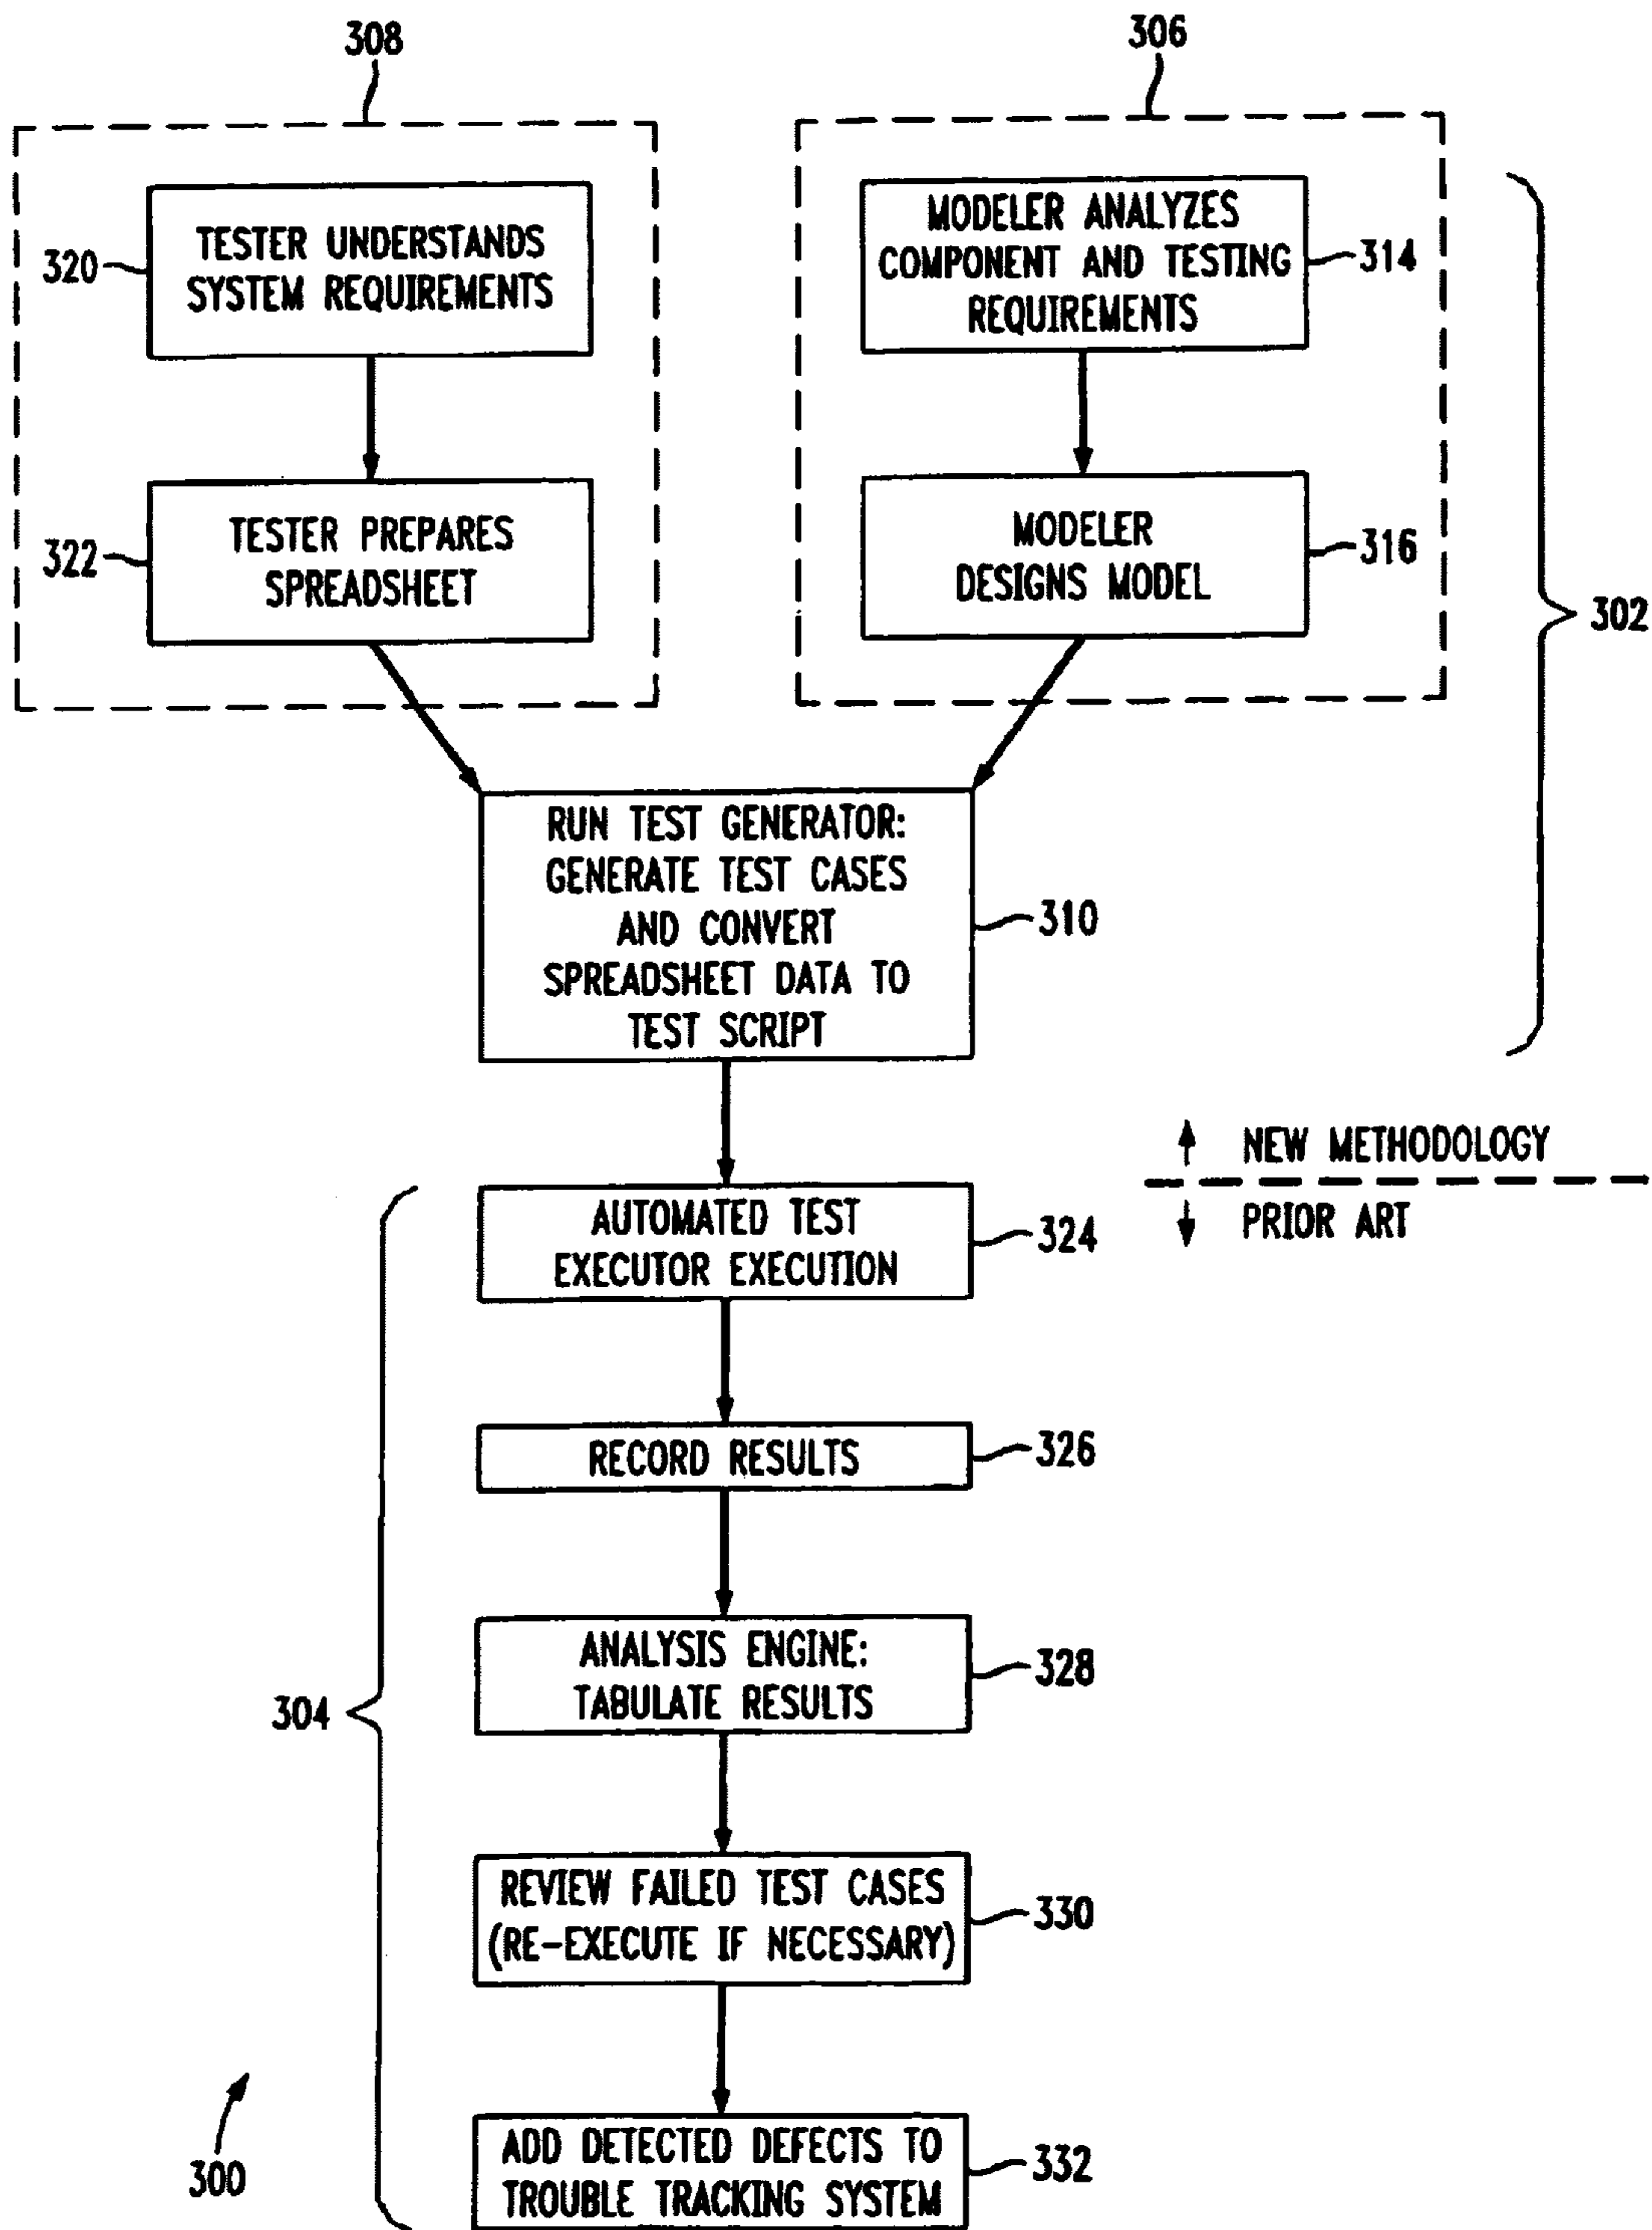 308
306
TESTER UNDERSTANDS
SYSTEM REQUIREMENTS
320
MODELER ANALYZES
COMPONENT AND TESTING
REQUIREMENTS
314
TESTER PREPARES
SPREADSHEET
322
MODELER
DESIGNS MODEL
316
302
RUN TEST GENERATOR:
GENERATE TEST CASES
AND CONVERT
SPREADSHEET DATA TO
TEST SCRIPT
310
NEW METHODOLOGY
PRIOR ART
AUTOMATED TEST
EXECUTOR EXECUTION
324
RECORD RESULTS
326
ANALYSIS ENGINE:
TABULATE RESULTS
328
304
REVIEW FAILED TEST CASES
(RE-EXECUTE IF NECESSARY)
330
ADD DETECTED DEFECTS TO
TROUBLE TRACKING SYSTEM
332
300